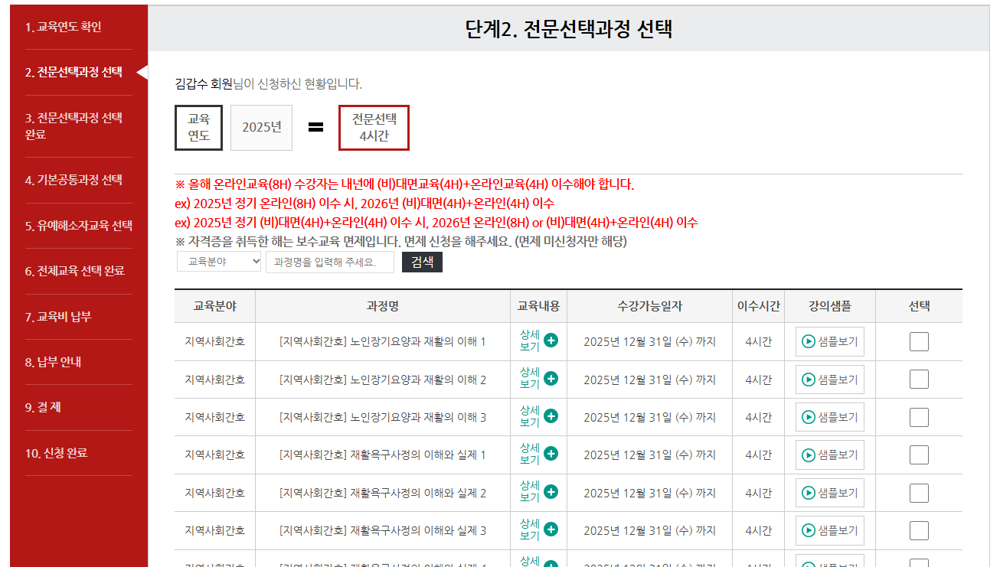 1. 교육연도 확인
2. 전문선택과정 선택
3. 전문선택과정 선택
완료
4. 기본공통과정 선택
5. 유예해소자교육 선택
6. 전체교육 선택 완료
7. 교육비 납부
8. 납부 안내
9. 결 제
10. 신청 완료
단계2. 전문선택과정 선택
김갑수 회원님이 신청하신 현황입니다.
교육
연도
2025년
=
전문선택
4시간
※ 올해 온라인교육(8H) 수강자는 내년에 (비)대면교육(4H)+온라인교육(4H) 이수해야 합니다.
ex) 2025년 정기 온라인(8H) 이수 시, 2026년 (비)대면(4H)+온라인(4H) 이수
ex) 2025년 정기 (비)대면(4H)+온라인(4H) 이수 시, 2026년 온라인(8H) or (비)대면(4H)+온라인(4H) 이수
※ 자격증을 취득한 해는 보수교육 면제입니다. 면제 신청을 해주세요. (면제 미신청자만 해당)
교육분야 과정명을 입력해 주세요. 검색
교육분야 과정명 교육내용 수강가능일자 이수시간 강의샘플 선택
지역사회간호 [지역사회간호] 노인장기요양과 재활의 이해 1 상세보기 2025년 12월 31일 (수) 까지 4시간 샘플보기
지역사회간호 [지역사회간호] 노인장기요양과 재활의 이해 2 상세보기 2025년 12월 31일 (수) 까지 4시간 샘플보기
지역사회간호 [지역사회간호] 노인장기요양과 재활의 이해 3 상세보기 2025년 12월 31일 (수) 까지 4시간 샘플보기
지역사회간호 [지역사회간호] 재활욕구사정의 이해와 실제 1 상세보기 2025년 12월 31일 (수) 까지 4시간 샘플보기
지역사회간호 [지역사회간호] 재활욕구사정의 이해와 실제 2 상세보기 2025년 12월 31일 (수) 까지 4시간 샘플보기
지역사회간호 [지역사회간호] 재활욕구사정의 이해와 실제 3 상세보기 2025년 12월 31일 (수) 까지 4시간 샘플보기
상세